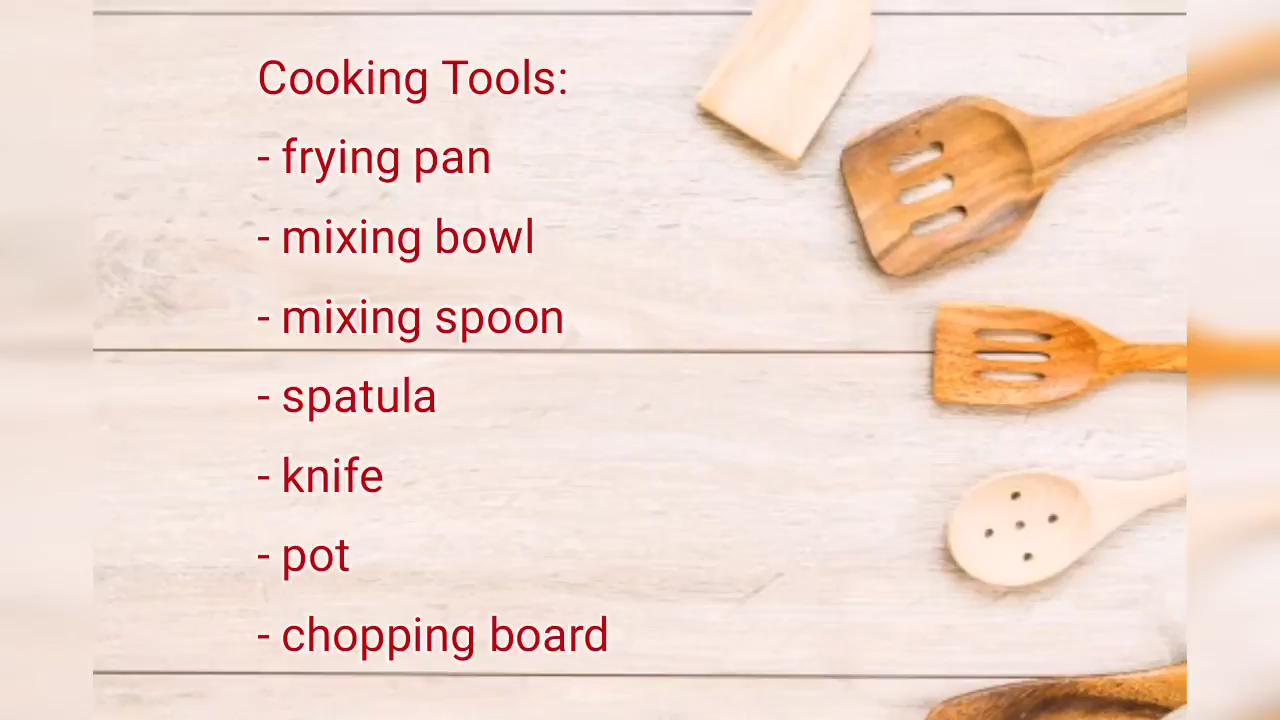 Cooking Tools:
- frying pan
- mixing bowl
- mixing spoon
- spatula
- knife
- pot
- chopping board